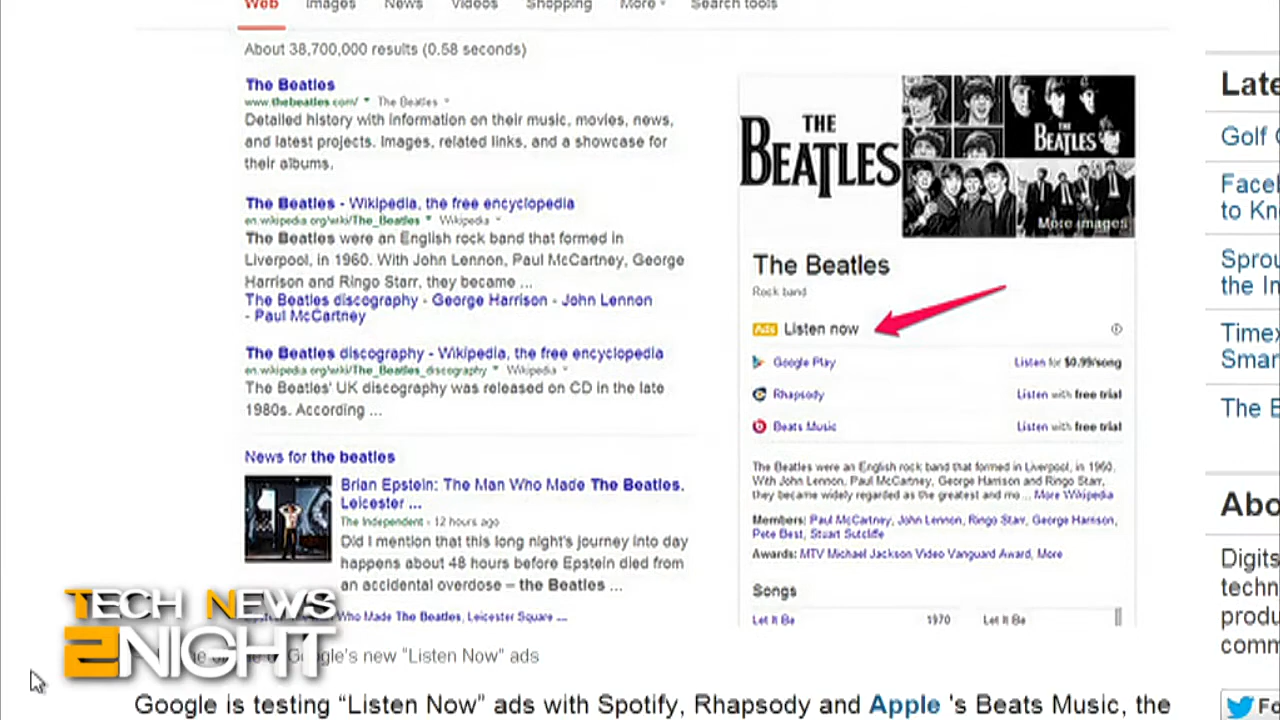 Web Images News Videos Shopping More Search tools
About 38,700,000 results (0.58 seconds)
The Beatles
www.thebeatles.com/ The Beatles
Detailed history with information on their music, movies, news,
and latest projects. Images, related links, and a showcase for
their albums.
The Beatles - Wikipedia, the free encyclopedia
en.wikipedia.org/wiki/The_Beatles Wikipedia
The Beatles were an English rock band that formed in
Liverpool, in 1960. With John Lennon, Paul McCartney, George
Harrison and Ringo Starr, they became ...
The Beatles discography - George Harrison - John Lennon
- Paul McCartney
The Beatles discography - Wikipedia, the free encyclopedia
en.wikipedia.org/wiki/The_Beatles_discography Wikipedia
The Beatles' UK discography was released on CD in the late
1980s. According ...
News for the beatles
Brian Epstein: The Man Who Made The Beatles,
Leicester ...
The Independent - 12 hours ago
Did I mention that this long night's journey into day
happens about 48 hours before Epstein died from
an accidental overdose – the Beatles ...
Who Made The Beatles, Leicester Square ...
THE
BEATLES
THE
BEATLES
More images
The Beatles
Rock band
Ads Listen now
Google Play Listen for $0.99/song
Rhapsody Listen with free trial
Beats Music Listen with free trial
The Beatles were an English rock band that formed in Liverpool, in 1960.
With John Lennon, Paul McCartney, George Harrison and Ringo Starr,
they became widely regarded as the greatest and mo... More Wikipedia
Members: Paul McCartney, John Lennon, Ringo Starr, George Harrison,
Pete Best, Stuart Sutcliffe
Awards: MTV Michael Jackson Video Vanguard Award, More
Songs
Let It Be 1970 Let It Be
Late
Golf
Face
to Kn
Sprou
the In
Timex
Smar
The B
Abo
Digits
techn
produ
comm
Fo
TECH NEWS
2NIGHT
Google's new "Listen Now" ads
Google is testing “Listen Now” ads with Spotify, Rhapsody and Apple 's Beats Music, the